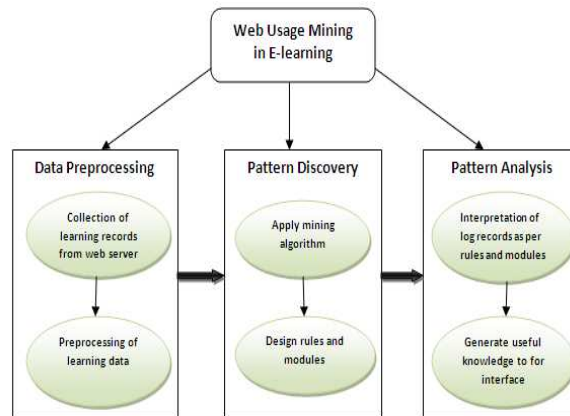 Web Usage Mining
in E-learning
Data Preprocessing
Collection of
learning records
from web server
Preprocessing of
learning data
Pattern Discovery
Apply mining
algorithm
Design rules and
modules
Pattern Analysis
Interpretation of
log records as per
rules and modules
Generate useful
knowledge to for
interface